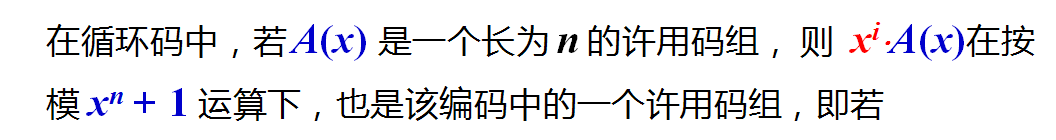 在循环码中，若A(x) 是一个长为 n 的许用码组， 则 xⁱ·A(x)在按
模 xⁿ + 1 运算下，也是该编码中的一个许用码组，即若